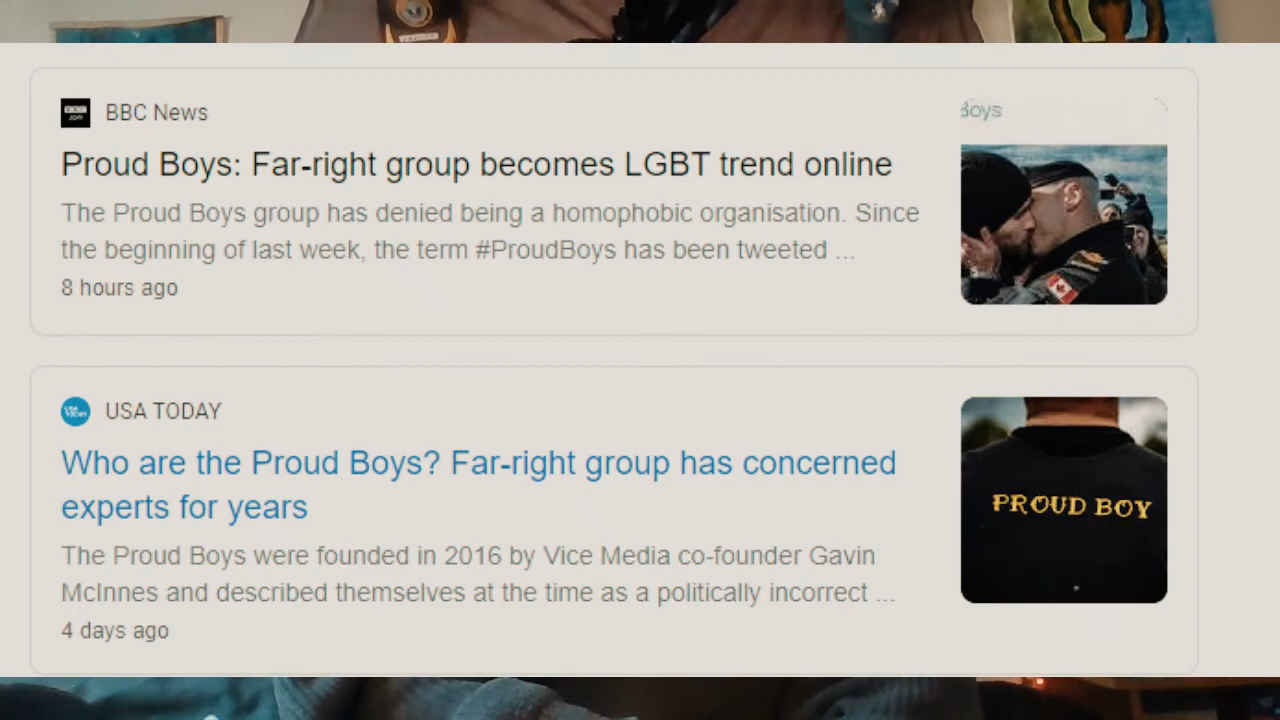 BBC News
Boys
Proud Boys: Far-right group becomes LGBT trend online
The Proud Boys group has denied being a homophobic organisation. Since
the beginning of last week, the term #ProudBoys has been tweeted ...
8 hours ago
USA TODAY
Who are the Proud Boys? Far-right group has concerned
experts for years
PROUD BOY
The Proud Boys were founded in 2016 by Vice Media co-founder Gavin
McInnes and described themselves at the time as a politically incorrect ...
4 days ago